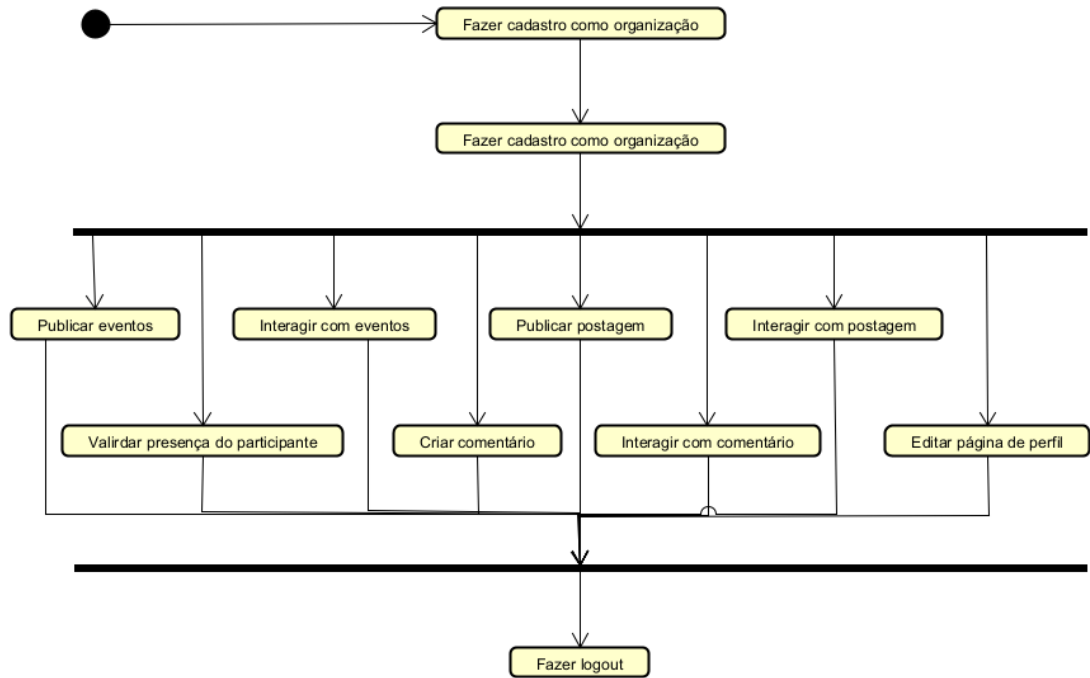 Fazer cadastro como organização
Fazer cadastro como organização
Publicar eventos
Interagir com eventos
Publicar postagem
Interagir com postagem
Valirdar presença do participante
Criar comentário
Interagir com comentário
Editar página de perfil
Fazer logout